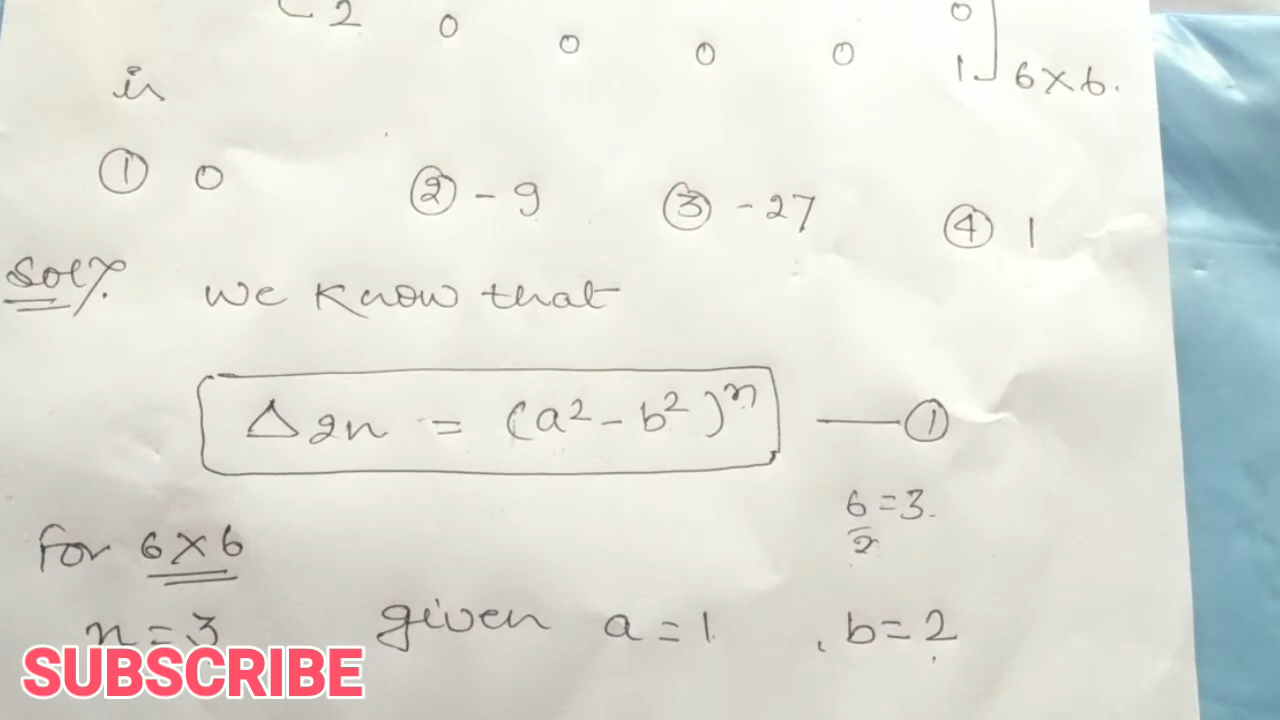 2 0 0 0 0 0
1 6×6.
is
① 0 ② -9 ③ -27 ④ 1
Sol%. we know that
Δ2n = (a²-b²)ⁿ —— ①
6/2 = 3.
for 6×6
n=3 given a=1, b=2
SUBSCRIBE